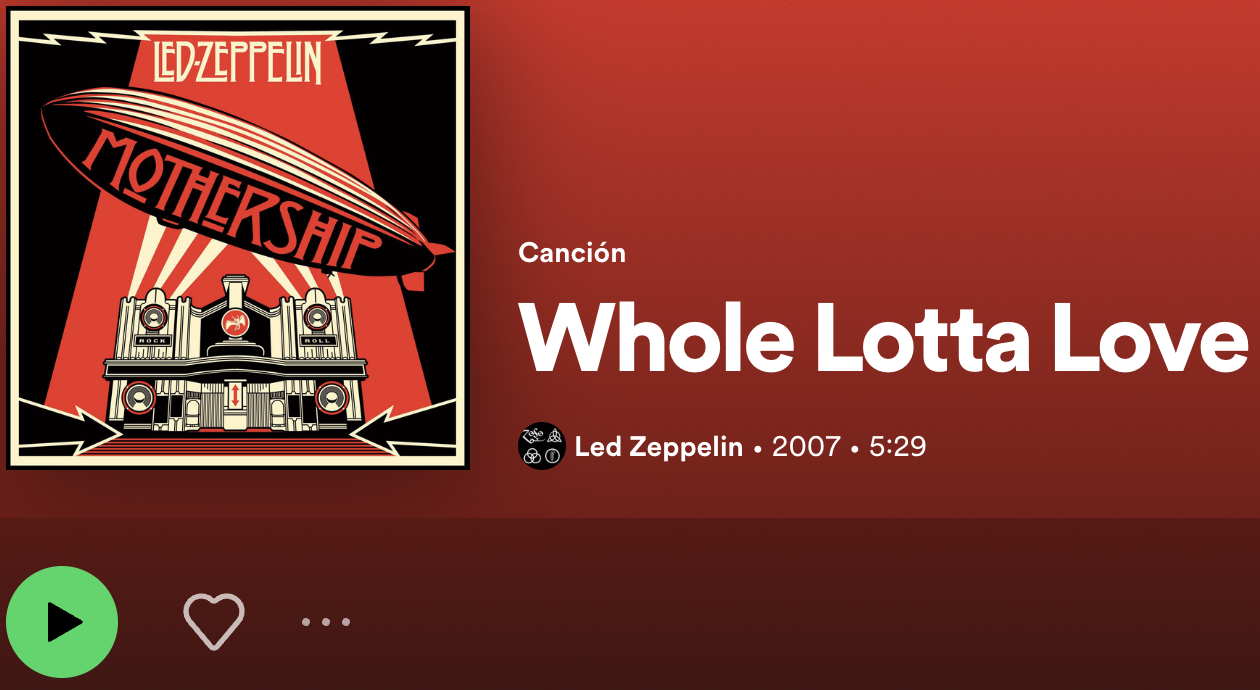 LED-ZEPPELIN
MOTHERSHIP
ROCK
ROLL
Canción
Whole Lotta Love
Led Zeppelin • 2007 • 5:29